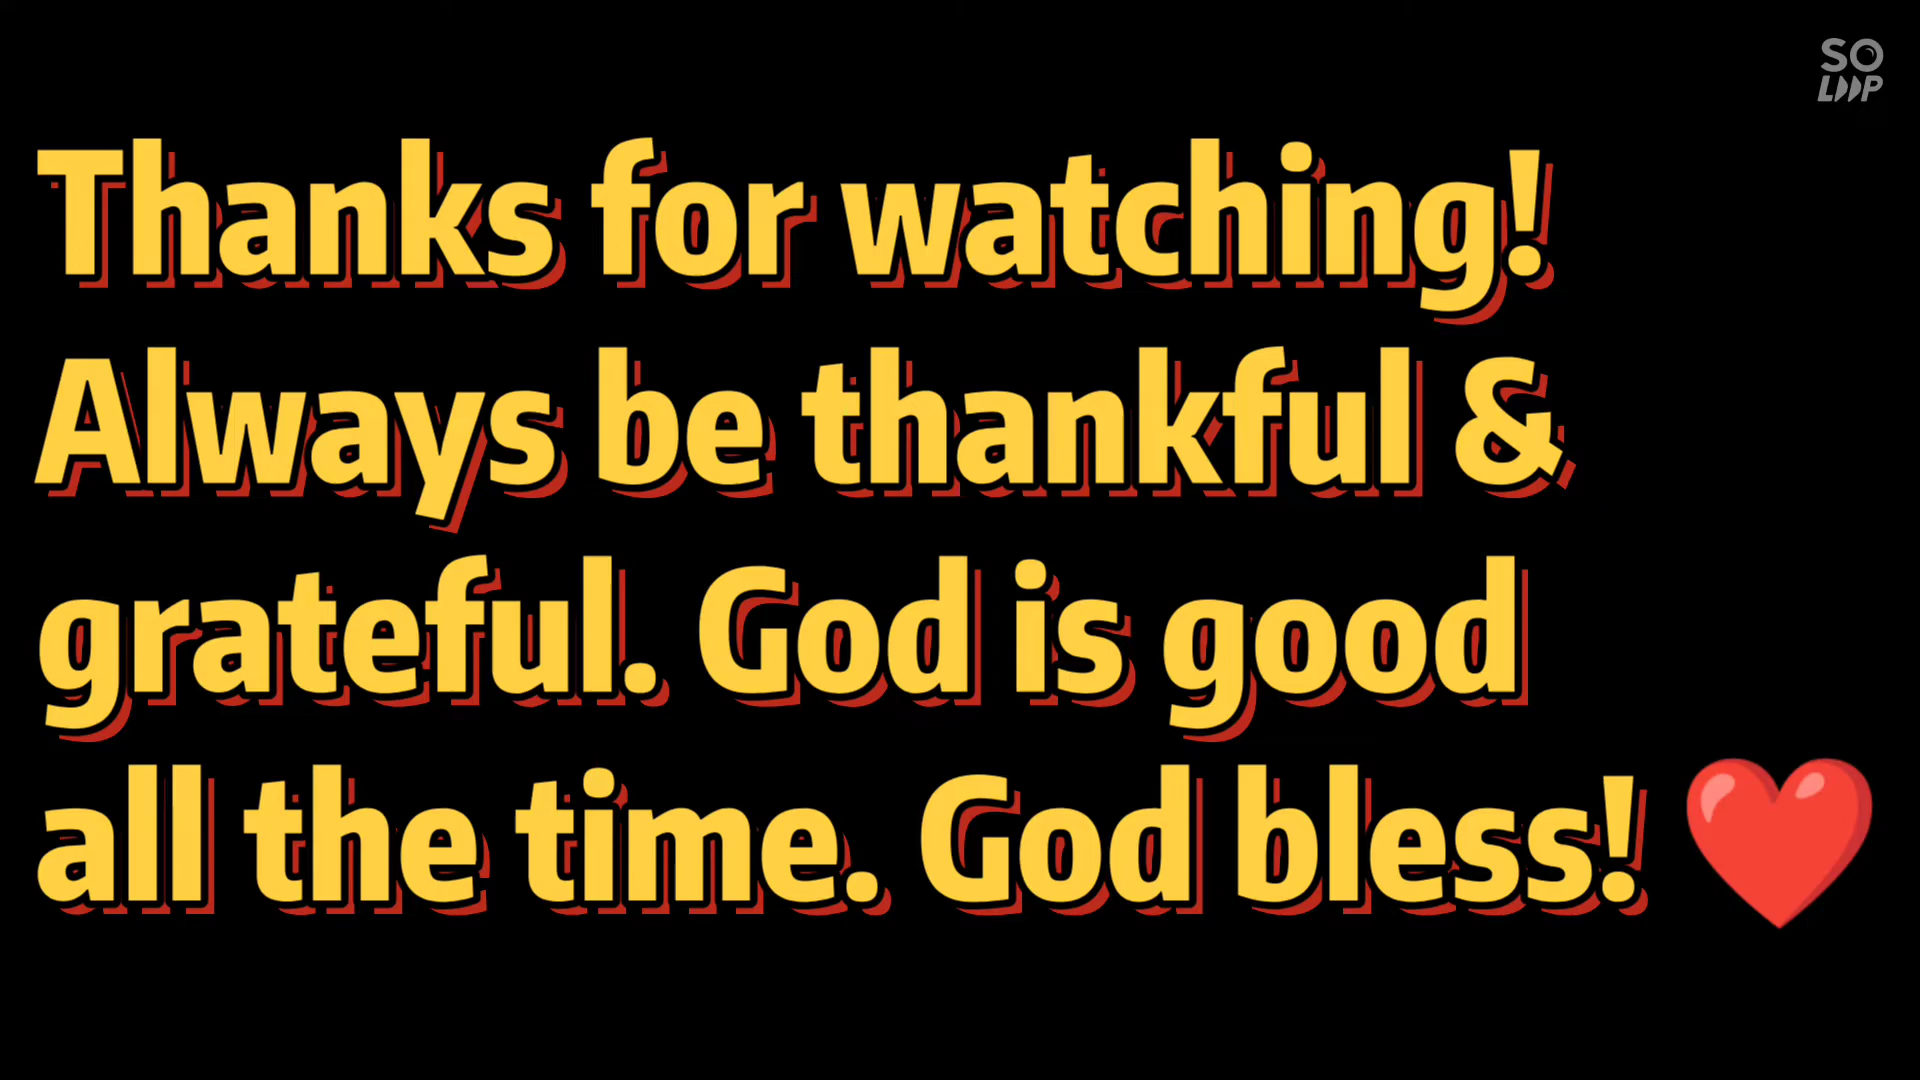 SO
LOOP
Thanks for watching!
Always be thankful &
grateful. God is good
all the time. God bless! ❤️